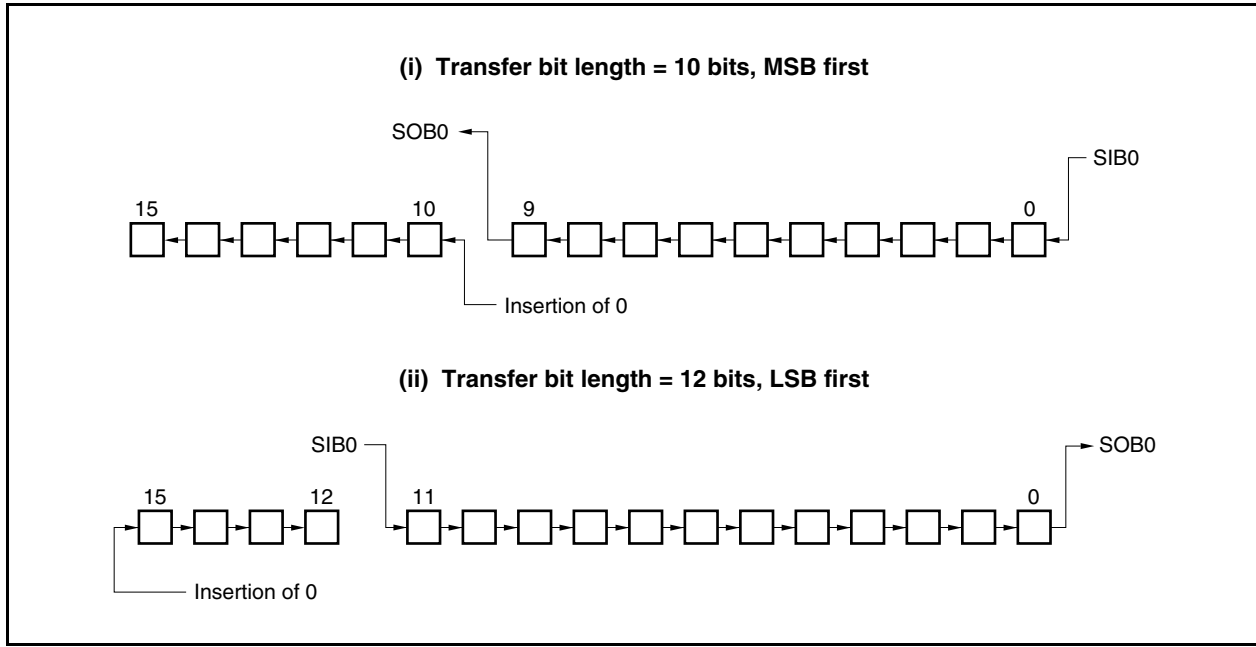 (i) Transfer bit length = 10 bits, MSB first
SOB0
SIB0
15 10 9 0
Insertion of 0
(ii) Transfer bit length = 12 bits, LSB first
SIB0 SOB0
15 12 11 0
Insertion of 0